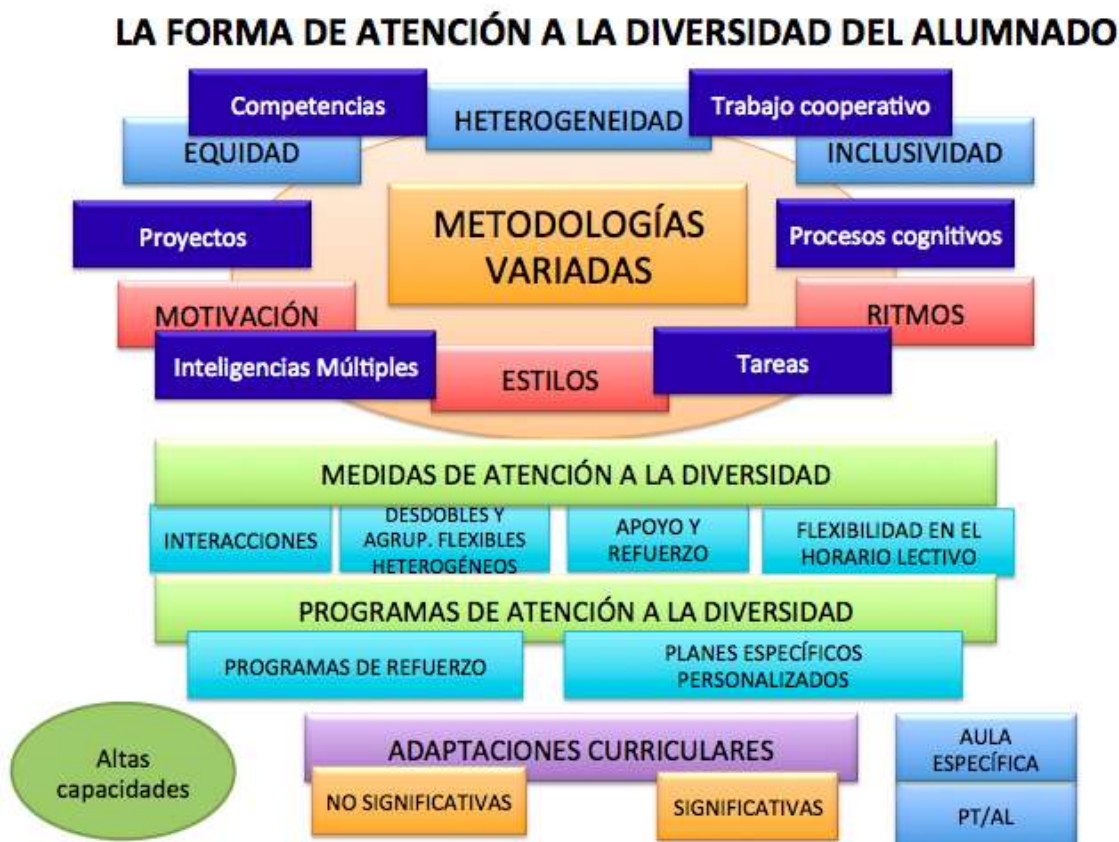 LA FORMA DE ATENCIÓN A LA DIVERSIDAD DEL ALUMNADO
Competencias
HETEROGENEIDAD
Trabajo cooperativo
EQUIDAD
INCLUSIVIDAD
METODOLOGÍAS
VARIADAS
Proyectos
Procesos cognitivos
MOTIVACIÓN
RITMOS
Inteligencias Múltiples
ESTILOS
Tareas
MEDIDAS DE ATENCIÓN A LA DIVERSIDAD
INTERACCIONES
DESDOBLES Y
AGRUP. FLEXIBLES
HETEROGÉNEOS
APOYO Y
REFUERZO
FLEXIBILIDAD EN EL
HORARIO LECTIVO
PROGRAMAS DE ATENCIÓN A LA DIVERSIDAD
PROGRAMAS DE REFUERZO
PLANES ESPECÍFICOS
PERSONALIZADOS
Altas
capacidades
ADAPTACIONES CURRICULARES
NO SIGNIFICATIVAS
SIGNIFICATIVAS
AULA
ESPECÍFICA
PT/AL